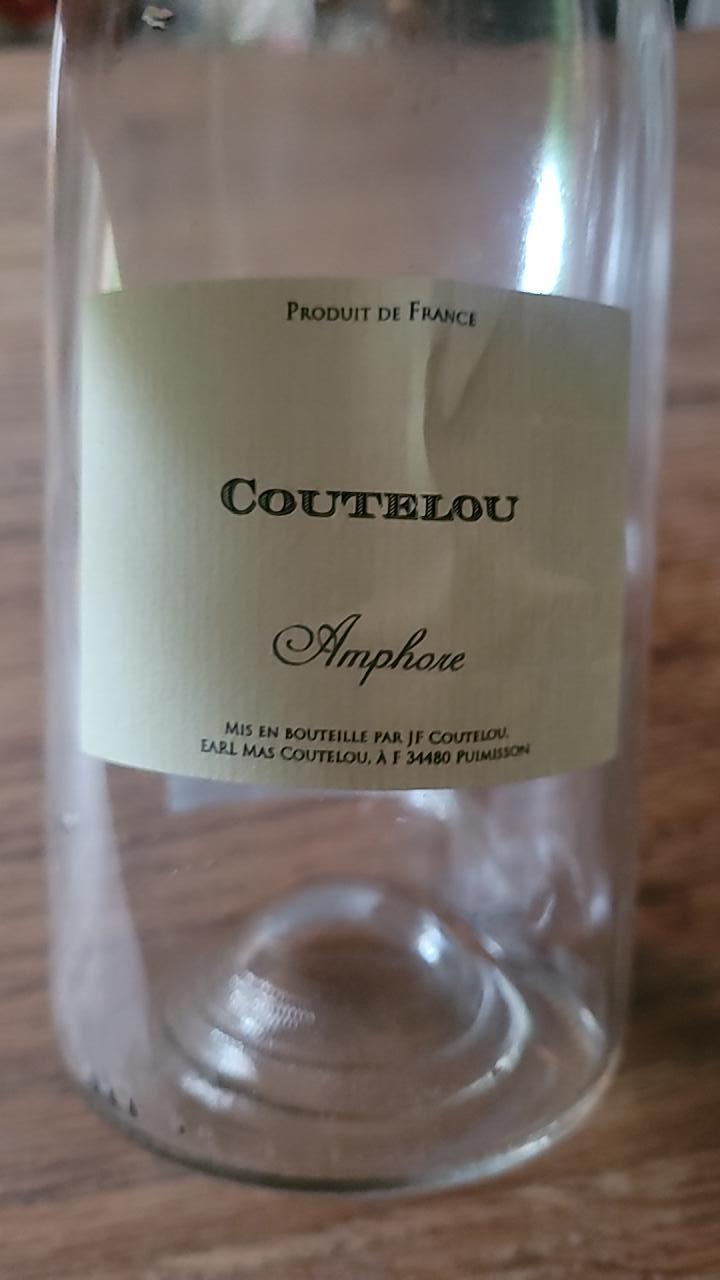 PRODUIT DE FRANCE
COUTELOU
Amphore
MIS EN BOUTEILLE PAR JF COUTELOU,
EARL MAS COUTELOU, À F 34480 PUIMISSON